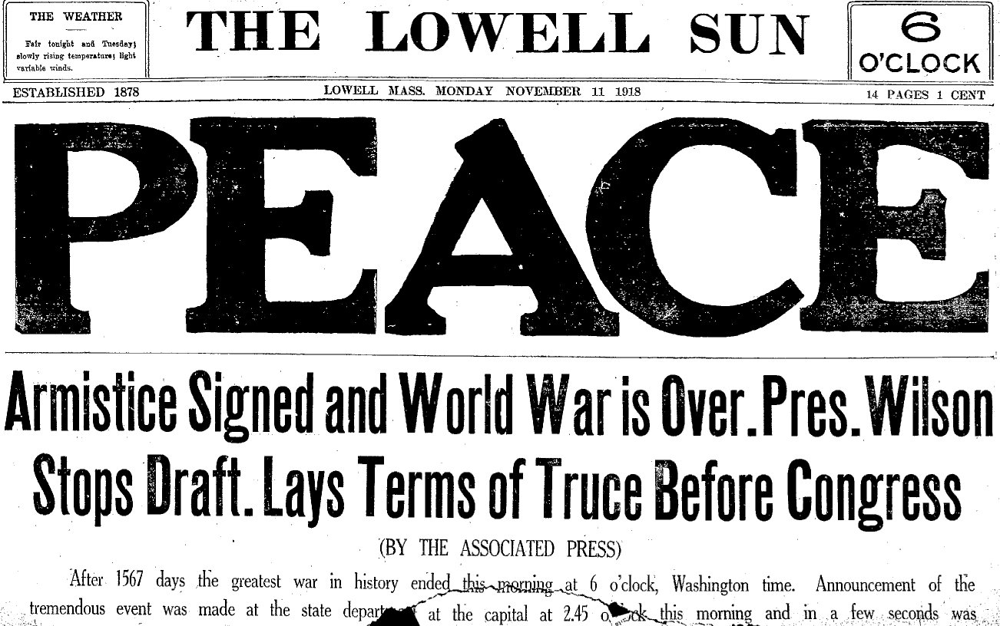 THE WEATHER
Fair tonight and Tuesday;
slowly rising temperature; light
variable winds.
THE LOWELL SUN
6
O'CLOCK
ESTABLISHED 1878
LOWELL MASS. MONDAY NOVEMBER 11 1918
14 PAGES 1 CENT
PEACE
Armistice Signed and World War is Over. Pres. Wilson
Stops Draft. Lays Terms of Truce Before Congress
(BY THE ASSOCIATED PRESS)
After 1567 days the greatest war in history ended this morning at 6 o'clock, Washington time. Announcement of the
tremendous event was made at the state at the capital at 2.45 this morning and in a few seconds was